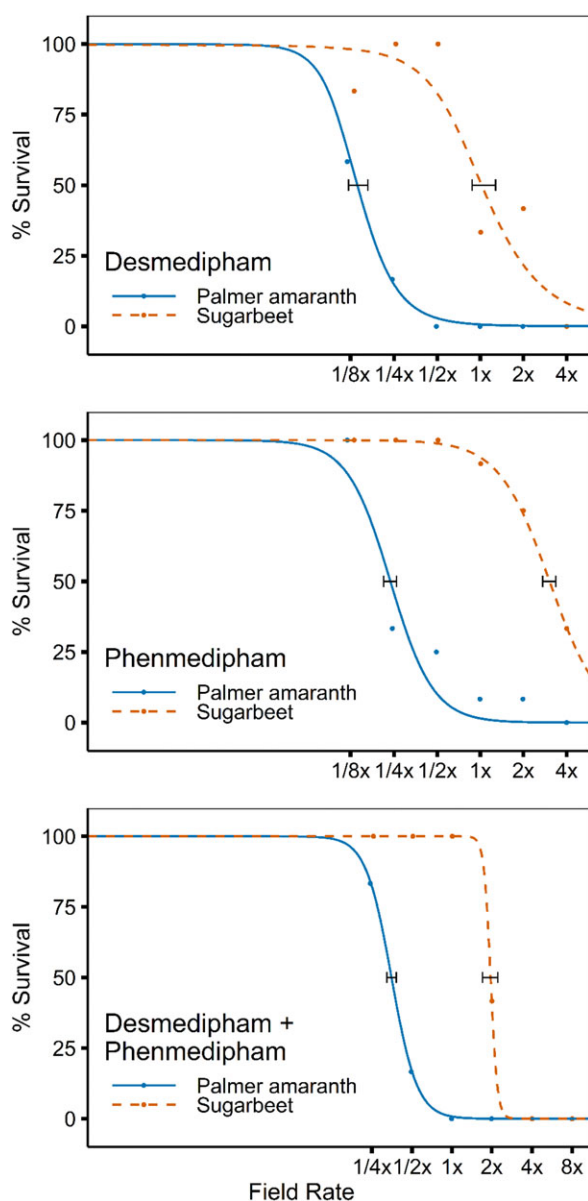 100
75
50
25
0
% Survival
Desmedipham
Palmer amaranth
Sugarbeet
1/8x 1/4x 1/2x 1x 2x 4x
100
75
50
25
0
% Survival
Phenmedipham
Palmer amaranth
Sugarbeet
1/8x 1/4x 1/2x 1x 2x 4x
100
75
50
25
0
% Survival
Desmedipham +
Phenmedipham
Palmer amaranth
Sugarbeet
1/4x 1/2x 1x 2x 4x 8x
Field Rate